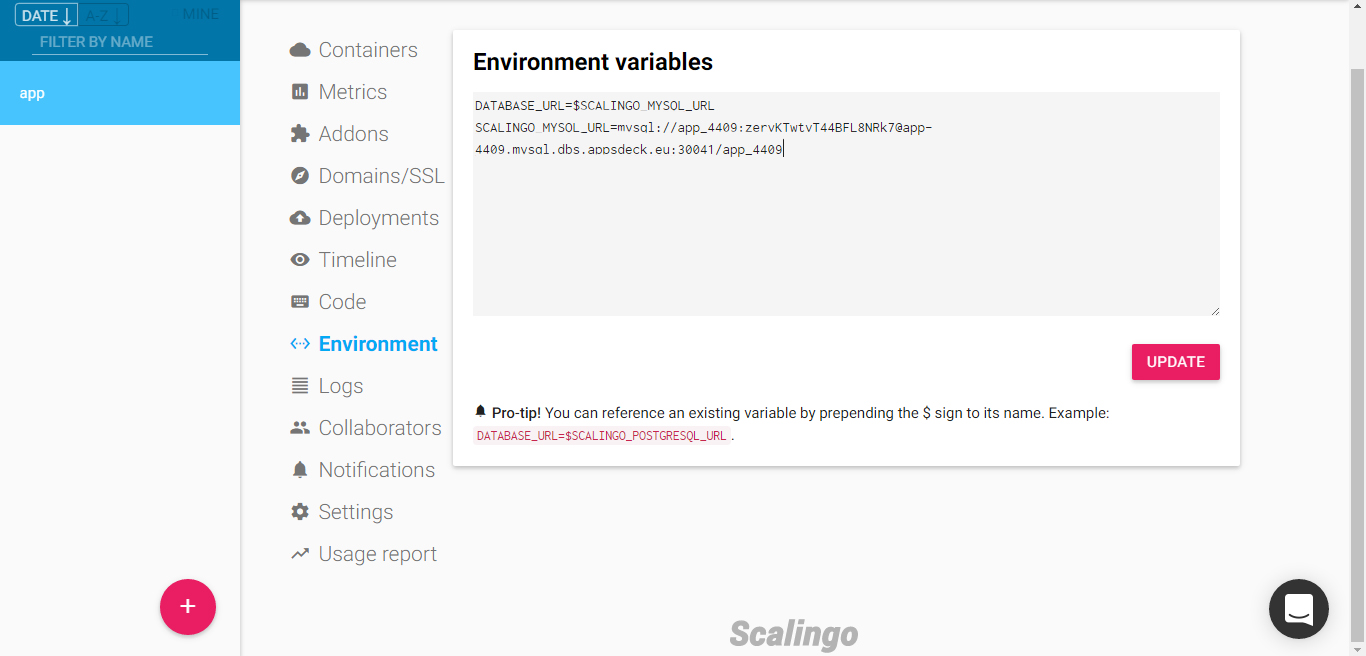 DATE ↓ A-Z ↓ MINE
FILTER BY NAME
app
Containers
Metrics
Addons
Domains/SSL
Deployments
Timeline
Code
Environment
Logs
Collaborators
Notifications
Settings
Usage report
+
Environment variables
DATABASE_URL=$SCALINGO_MYSQL_URL
SCALINGO_MYSQL_URL=mysql://app_4409:zervKTwtvT44BFL8NRk7@app-
4409.mysql.dbs.appsdeck.eu:30041/app_4409
UPDATE
Pro-tip! You can reference an existing variable by prepending the $ sign to its name. Example:
DATABASE_URL=$SCALINGO_POSTGRESQL_URL.
Scalingo